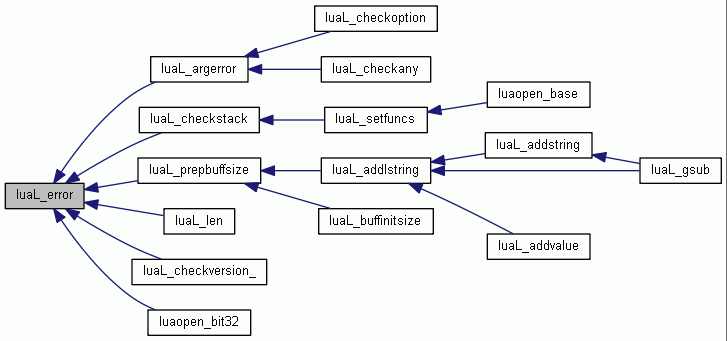 luaL_checkoption
luaL_argerror
luaL_checkany
luaopen_base
luaL_checkstack
luaL_setfuncs
luaL_addstring
luaL_prepbuffsize
luaL_addlstring
luaL_gsub
luaL_error
luaL_len
luaL_buffinitsize
luaL_addvalue
luaL_checkversion_
luaopen_bit32